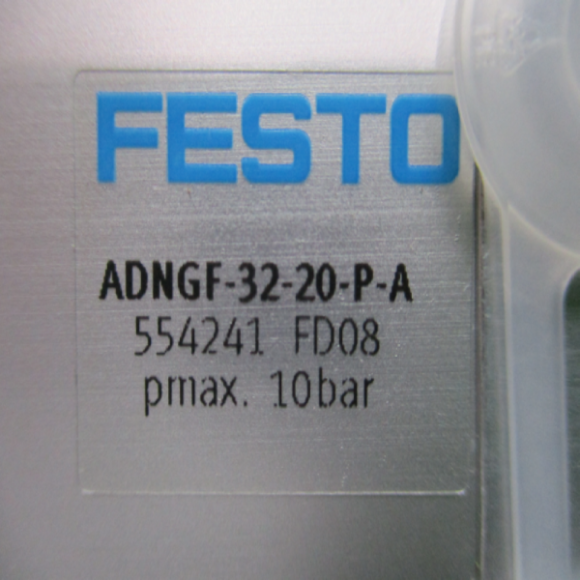 FESTO
ADNGF-32-20-P-A
554241 FD08
pmax. 10bar